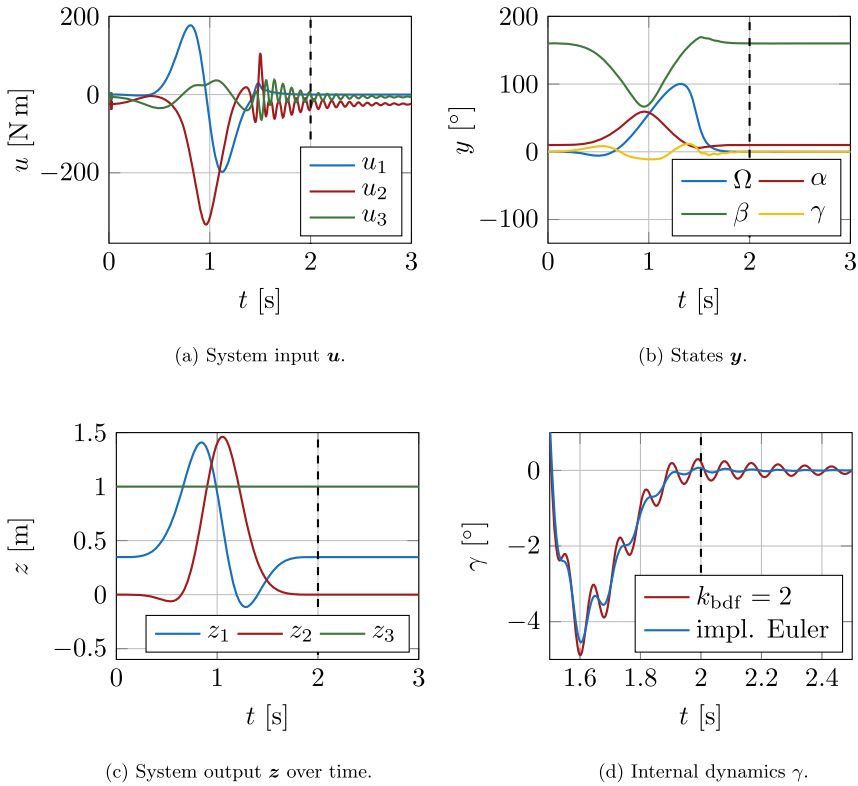 200
0
−200
u [N m]
0 1 2 3
t [s]
u₁
u₂
u₃
(a) System input u.
200
100
0
−100
y [°]
0 1 2 3
t [s]
Ω α
β γ
(b) States y.
1.5
1
0.5
0
−0.5
z [m]
0 1 2 3
t [s]
z₁ z₂ z₃
(c) System output z over time.
0
−2
−4
γ [°]
1.6 1.8 2 2.2 2.4
t [s]
k_bdf = 2
impl. Euler
(d) Internal dynamics γ.